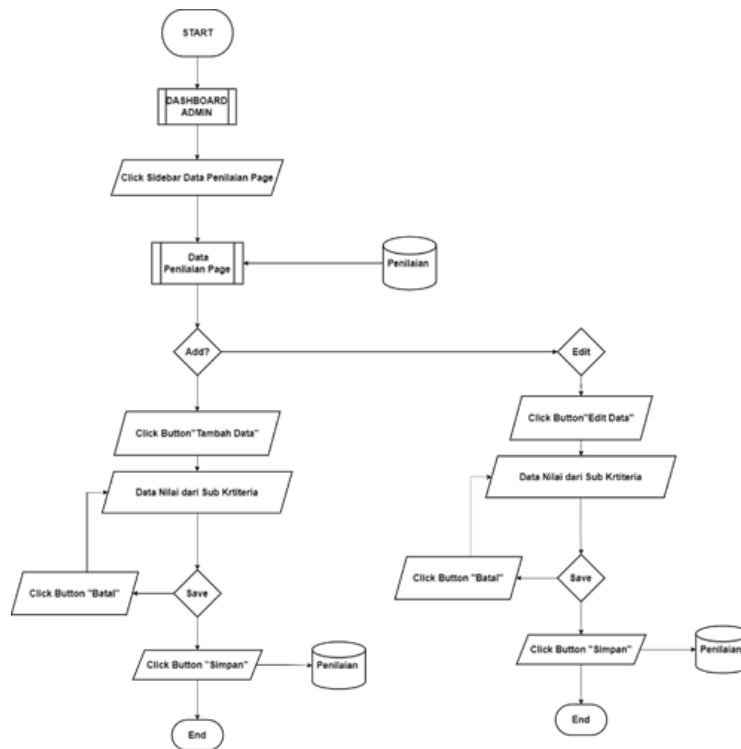 START
DASHBOARD
ADMIN
Click Sidebar Data Penilaian Page
Data
Penilaian Page
Penilaian
Add?
Edit
Click Button"Tambah Data"
Click Button"Edit Data"
Data Nilai dari Sub Krtiteria
Data Nilai dari Sub Krtiteria
Click Button "Batal"
Save
Click Button "Batal"
Save
Click Button "Simpan"
Penilaian
Click Button "Simpan"
Penilaian
End
End